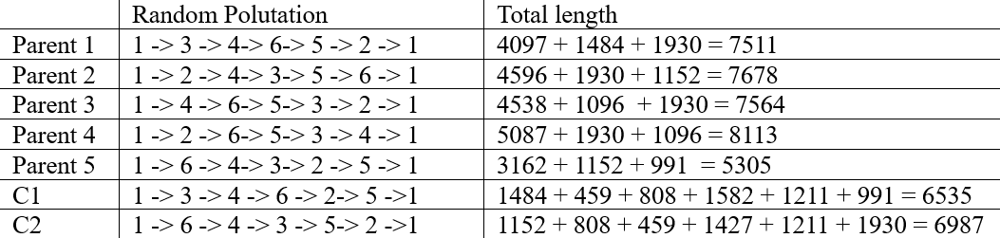 Random Polutation Total length
Parent 1 1 -> 3 -> 4-> 6-> 5 -> 2 -> 1 4097 + 1484 + 1930 = 7511
Parent 2 1 -> 2 -> 4-> 3-> 5 -> 6 -> 1 4596 + 1930 + 1152 = 7678
Parent 3 1 -> 4 -> 6-> 5-> 3 -> 2 -> 1 4538 + 1096 + 1930 = 7564
Parent 4 1 -> 2 -> 6-> 5-> 3 -> 4 -> 1 5087 + 1930 + 1096 = 8113
Parent 5 1 -> 6 -> 4-> 3-> 2 -> 5 -> 1 3162 + 1152 + 991 = 5305
C1 1 -> 3 -> 4 -> 6 -> 2-> 5 ->1 1484 + 459 + 808 + 1582 + 1211 + 991 = 6535
C2 1 -> 6 -> 4 -> 3 -> 5-> 2 ->1 1152 + 808 + 459 + 1427 + 1211 + 1930 = 6987